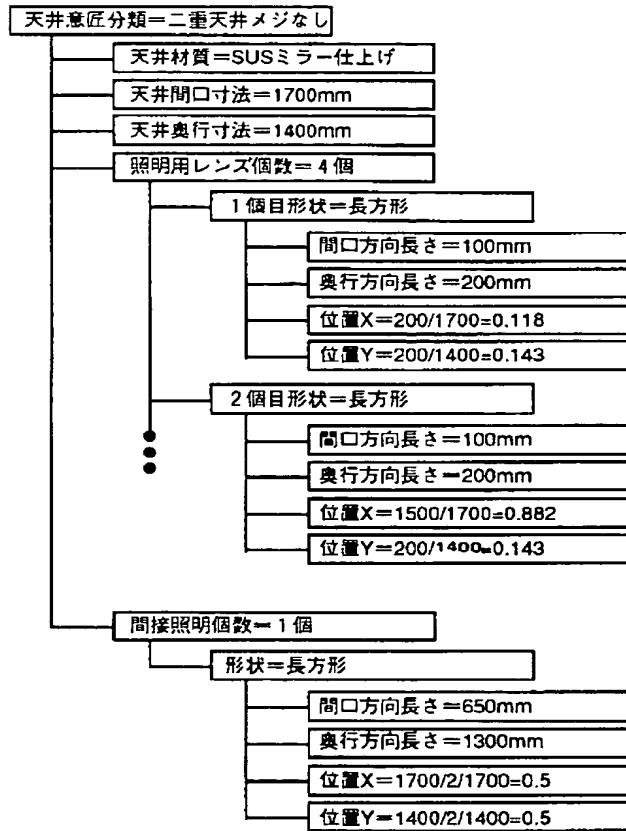 天井意匠分類＝二重天井メジなし
天井材質＝SUSミラー仕上げ
天井間口寸法＝1700mm
天井奥行寸法＝1400mm
照明用レンズ個数＝4個
1個目形状＝長方形
間口方向長さ＝100mm
奥行方向長さ＝200mm
位置X＝200/1700=0.118
位置Y＝200/1400=0.143
2個目形状＝長方形
間口方向長さ＝100mm
奥行方向長さ＝200mm
位置X＝1500/1700=0.882
位置Y＝200/1400=0.143
間接照明個数＝1個
形状＝長方形
間口方向長さ＝650mm
奥行方向長さ＝1300mm
位置X＝1700/2/1700=0.5
位置Y＝1400/2/1400=0.5